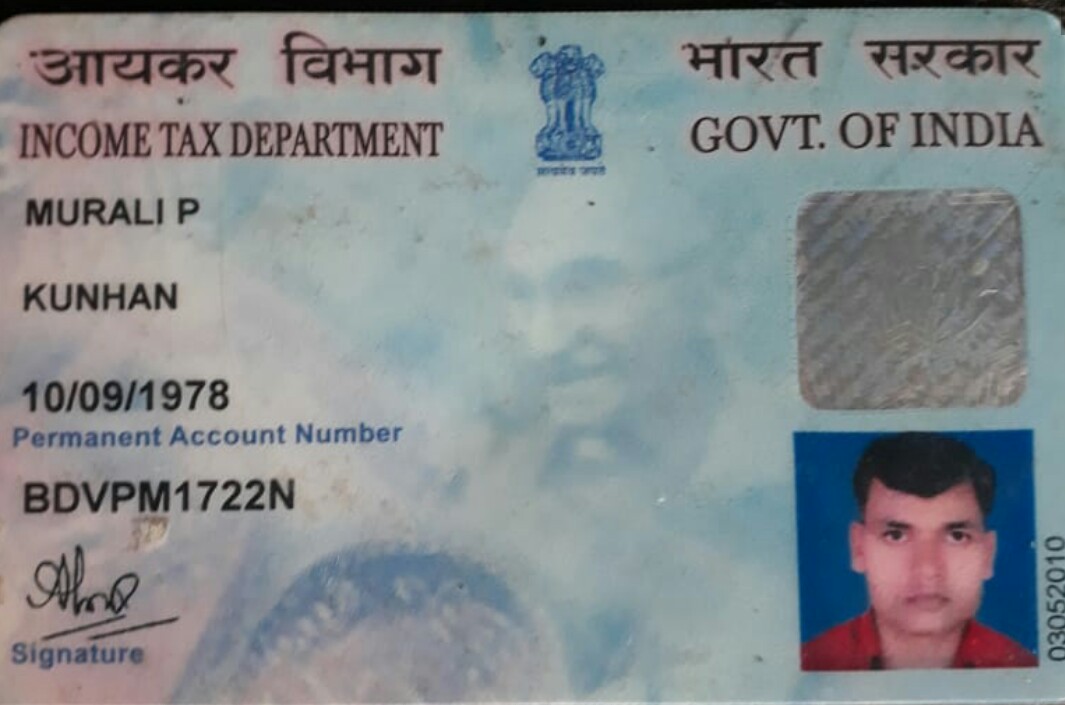 आयकर विभाग
भारत सरकार
INCOME TAX DEPARTMENT
GOVT. OF INDIA
सत्यमेव जयते
MURALI P
KUNHAN
10/09/1978
Permanent Account Number
BDVPM1722N
Signature
03052010